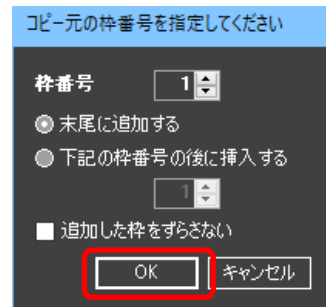 コピー元の枠番号を指定してください
枠番号 1
末尾に追加する
下記の枠番号の後に挿入する
1
追加した枠をずらさない
OK キャンセル